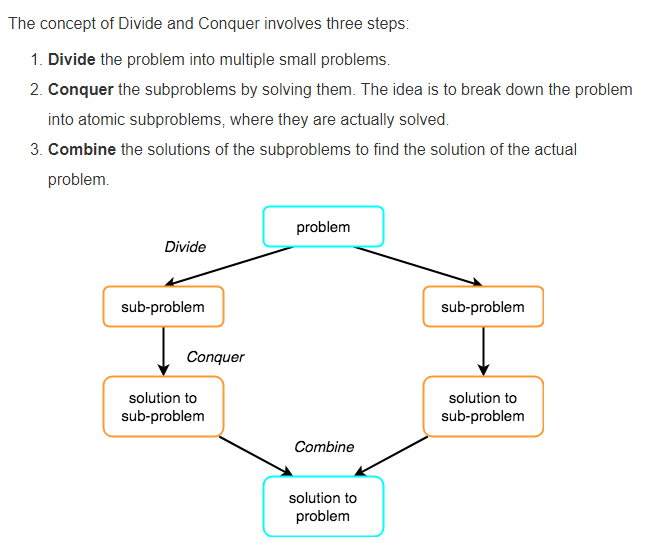 The concept of Divide and Conquer involves three steps:
1. Divide the problem into multiple small problems.
2. Conquer the subproblems by solving them. The idea is to break down the problem
into atomic subproblems, where they are actually solved.
3. Combine the solutions of the subproblems to find the solution of the actual
problem.
problem
Divide
sub-problem
sub-problem
Conquer
solution to
sub-problem
solution to
sub-problem
Combine
solution to
problem